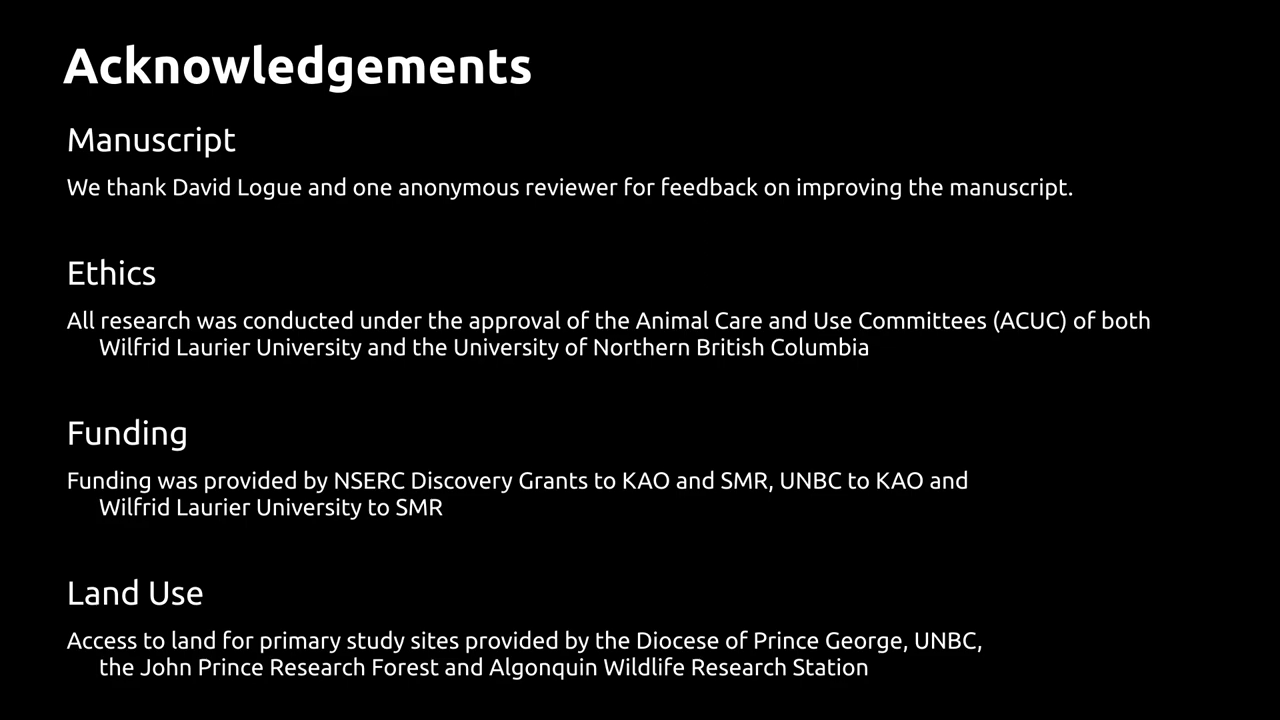 Acknowledgements
Manuscript
We thank David Logue and one anonymous reviewer for feedback on improving the manuscript.
Ethics
All research was conducted under the approval of the Animal Care and Use Committees (ACUC) of both
Wilfrid Laurier University and the University of Northern British Columbia
Funding
Funding was provided by NSERC Discovery Grants to KAO and SMR, UNBC to KAO and
Wilfrid Laurier University to SMR
Land Use
Access to land for primary study sites provided by the Diocese of Prince George, UNBC,
the John Prince Research Forest and Algonquin Wildlife Research Station